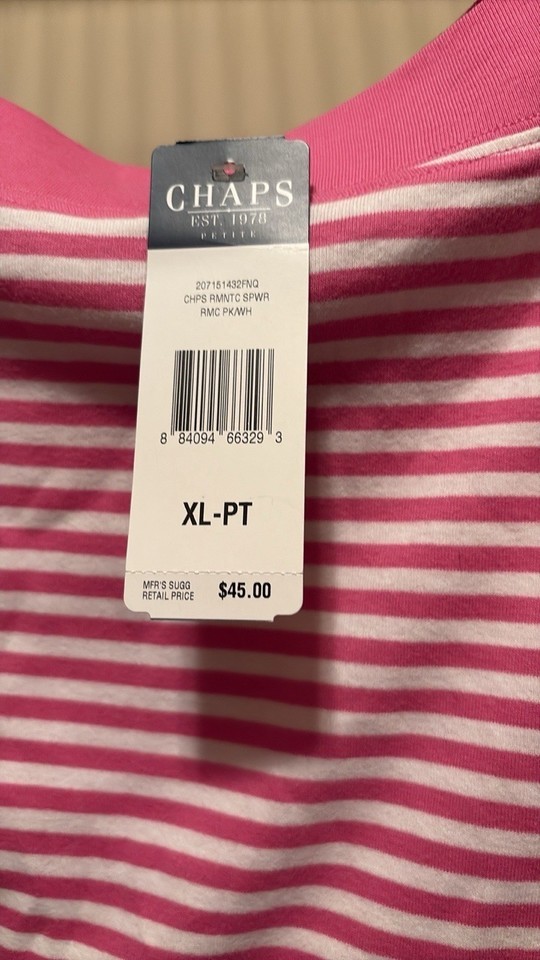 CHAPS
EST. 1978
PETITE
207151432FNQ
CHPS RMNTC SPWR
RMC PK/WH
8 84094 66329 3
XL-PT
MFR'S SUGG
RETAIL PRICE $45.00